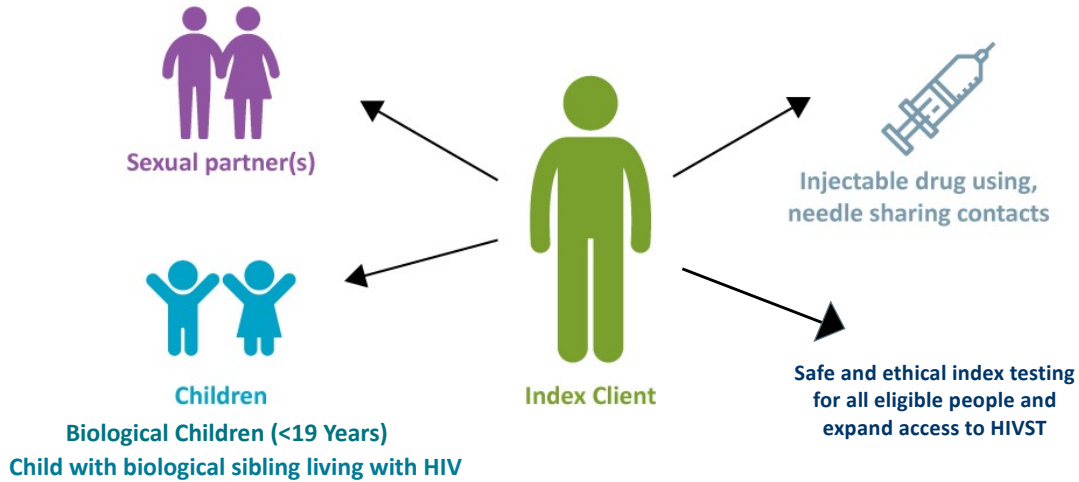 Sexual partner(s)
Injectable drug using,
needle sharing contacts
Children
Biological Children (<19 Years)
Child with biological sibling living with HIV
Index Client
Safe and ethical index testing
for all eligible people and
expand access to HIVST